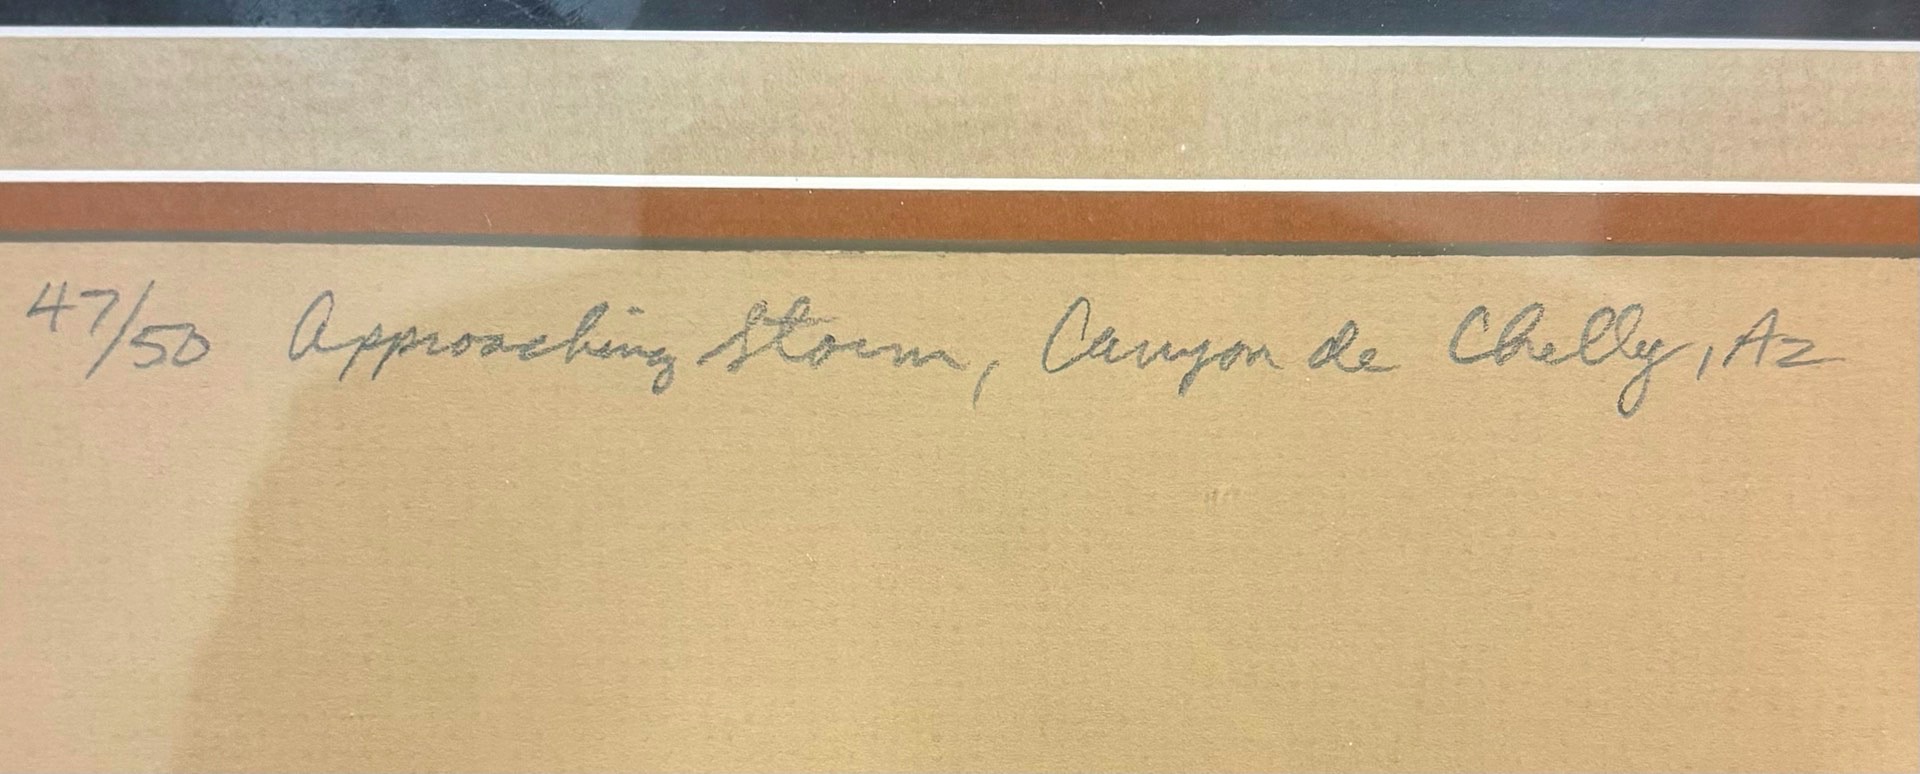 47/50 Approaching Storm, Canyon de Chelly, Az